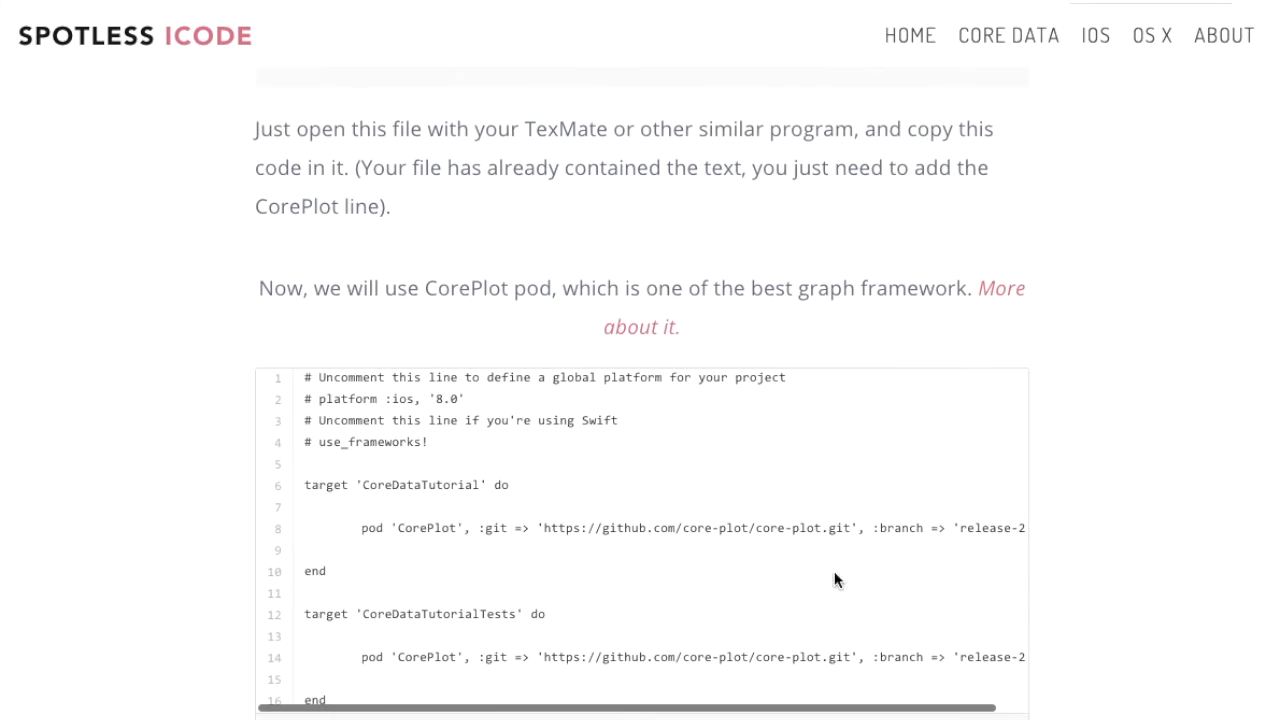 SPOTLESS ICODE
HOME CORE DATA IOS OS X ABOUT
Just open this file with your TexMate or other similar program, and copy this
code in it. (Your file has already contained the text, you just need to add the
CorePlot line).
Now, we will use CorePlot pod, which is one of the best graph framework. More
about it.
1 # Uncomment this line to define a global platform for your project
2 # platform :ios, '8.0'
3 # Uncomment this line if you're using Swift
4 # use_frameworks!
5
6 target 'CoreDataTutorial' do
7
8 pod 'CorePlot', :git => 'https://github.com/core-plot/core-plot.git', :branch => 'release-2
9
10 end
11
12 target 'CoreDataTutorialTests' do
13
14 pod 'CorePlot', :git => 'https://github.com/core-plot/core-plot.git', :branch => 'release-2
15
16 end